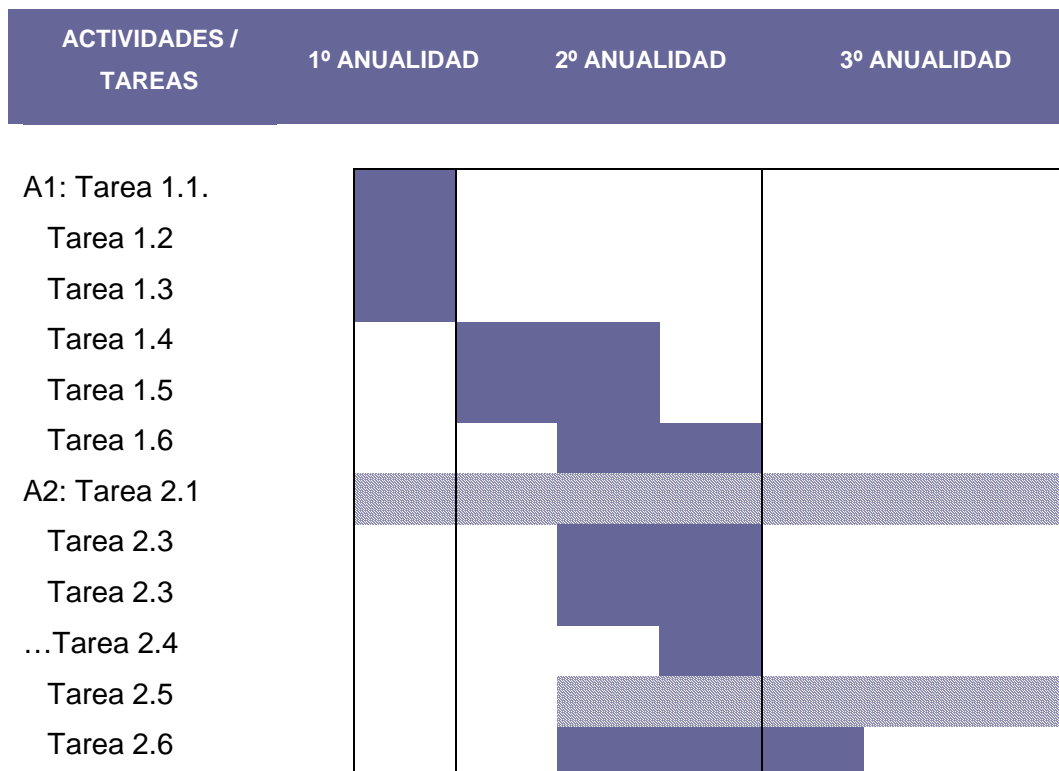 ACTIVIDADES /
TAREAS
1º ANUALIDAD
2º ANUALIDAD
3º ANUALIDAD
A1: Tarea 1.1.
Tarea 1.2
Tarea 1.3
Tarea 1.4
Tarea 1.5
Tarea 1.6
A2: Tarea 2.1
Tarea 2.3
Tarea 2.3
…Tarea 2.4
Tarea 2.5
Tarea 2.6